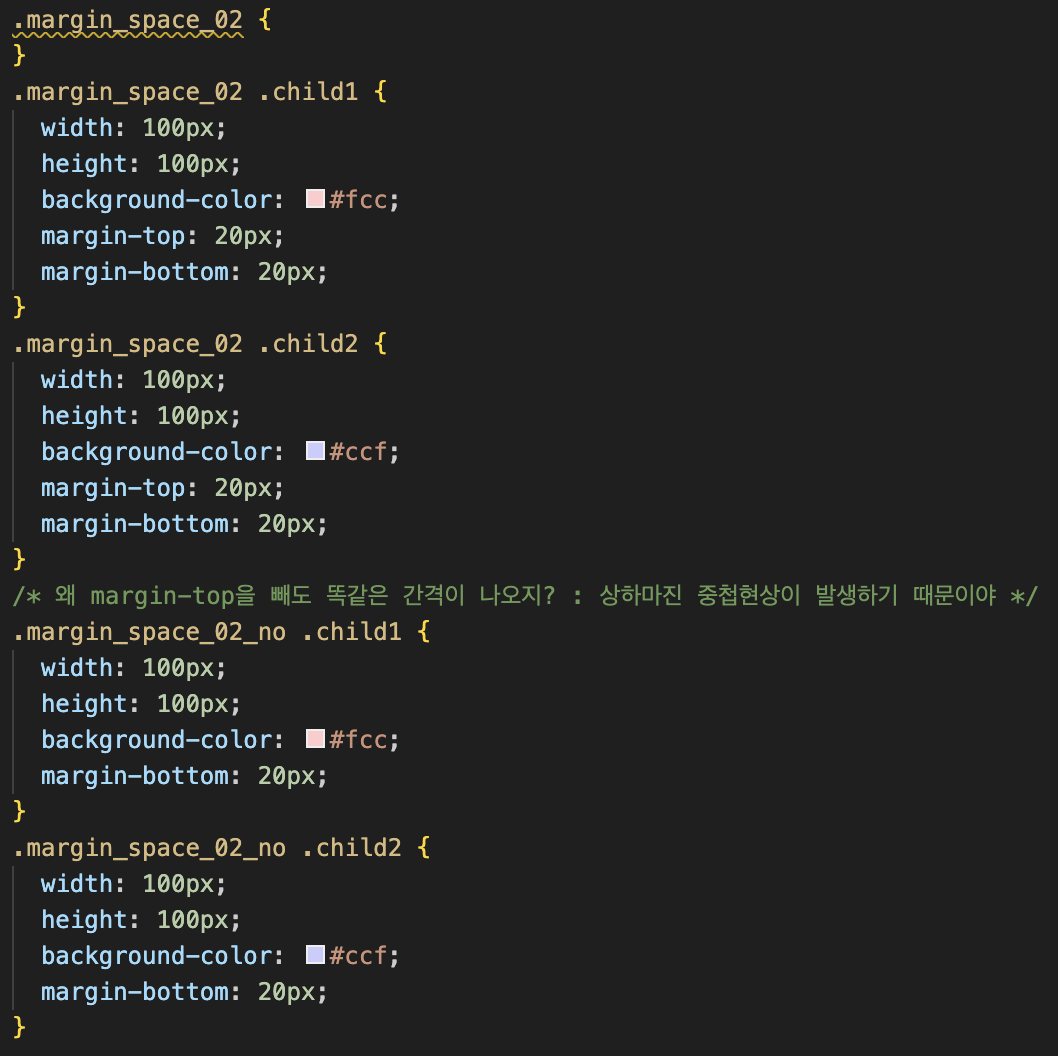 .margin_space_02 {
}
.margin_space_02 .child1 {
  width: 100px;
  height: 100px;
  background-color: #fcc;
  margin-top: 20px;
  margin-bottom: 20px;
}
.margin_space_02 .child2 {
  width: 100px;
  height: 100px;
  background-color: #ccf;
  margin-top: 20px;
  margin-bottom: 20px;
}
/* 왜 margin-top을 빼도 똑같은 간격이 나오지? : 상하마진 중첩현상이 발생하기 때문이야 */
.margin_space_02_no .child1 {
  width: 100px;
  height: 100px;
  background-color: #fcc;
  margin-bottom: 20px;
}
.margin_space_02_no .child2 {
  width: 100px;
  height: 100px;
  background-color: #ccf;
  margin-bottom: 20px;
}